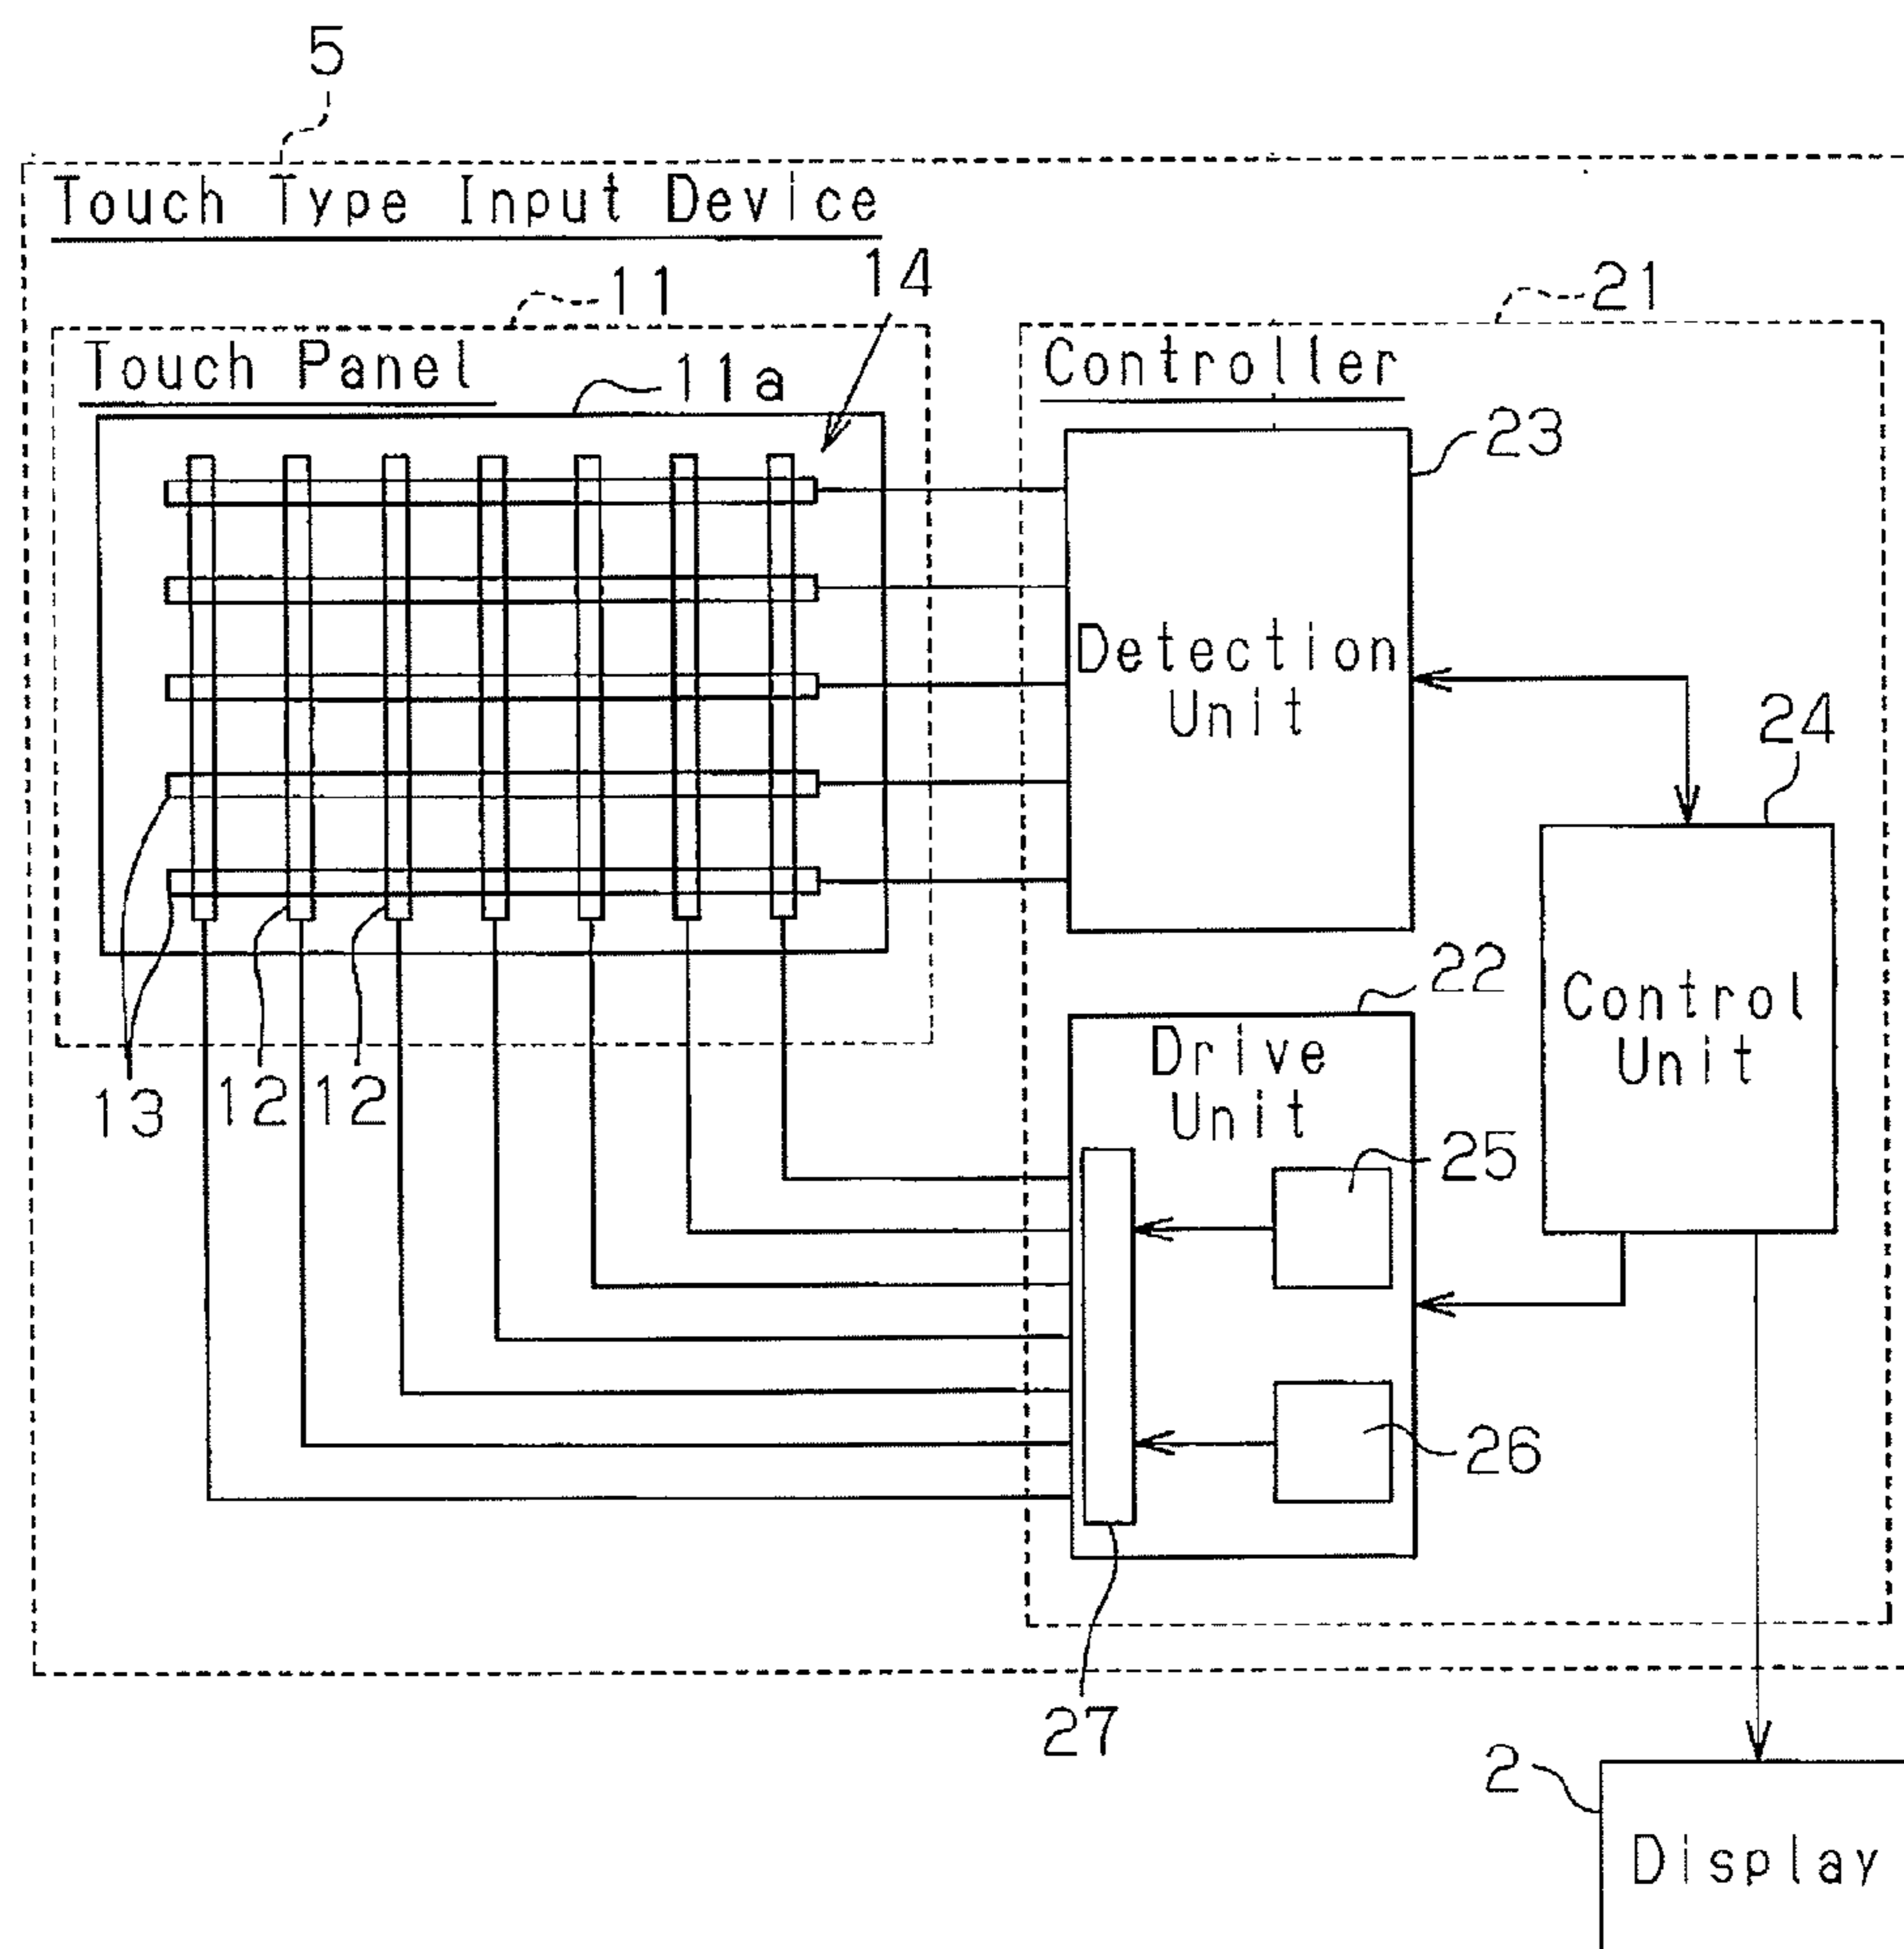 5
Touch Type Input Device
11
14
21
Touch Panel
11a
Controller
23
Detection
Unit
24
22
Control
Unit
Drive
Unit
13
12
12
25
26
27
2
Display